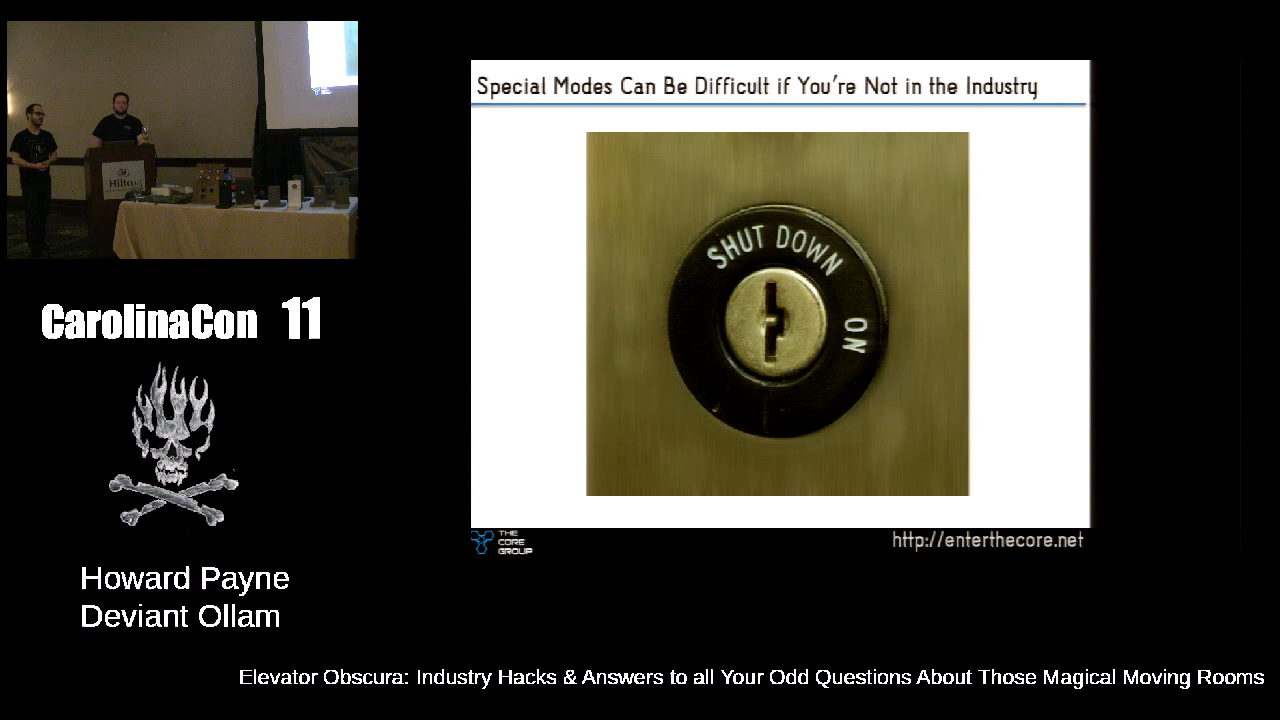 Special Modes Can Be Difficult if You're Not in the Industry
SHUT DOWN
ON
Hilton
CarolinaCon 11
THE
CORE
GROUP
http://enterthecore.net
Howard Payne
Deviant Ollam
Elevator Obscura: Industry Hacks & Answers to all Your Odd Questions About Those Magical Moving Rooms